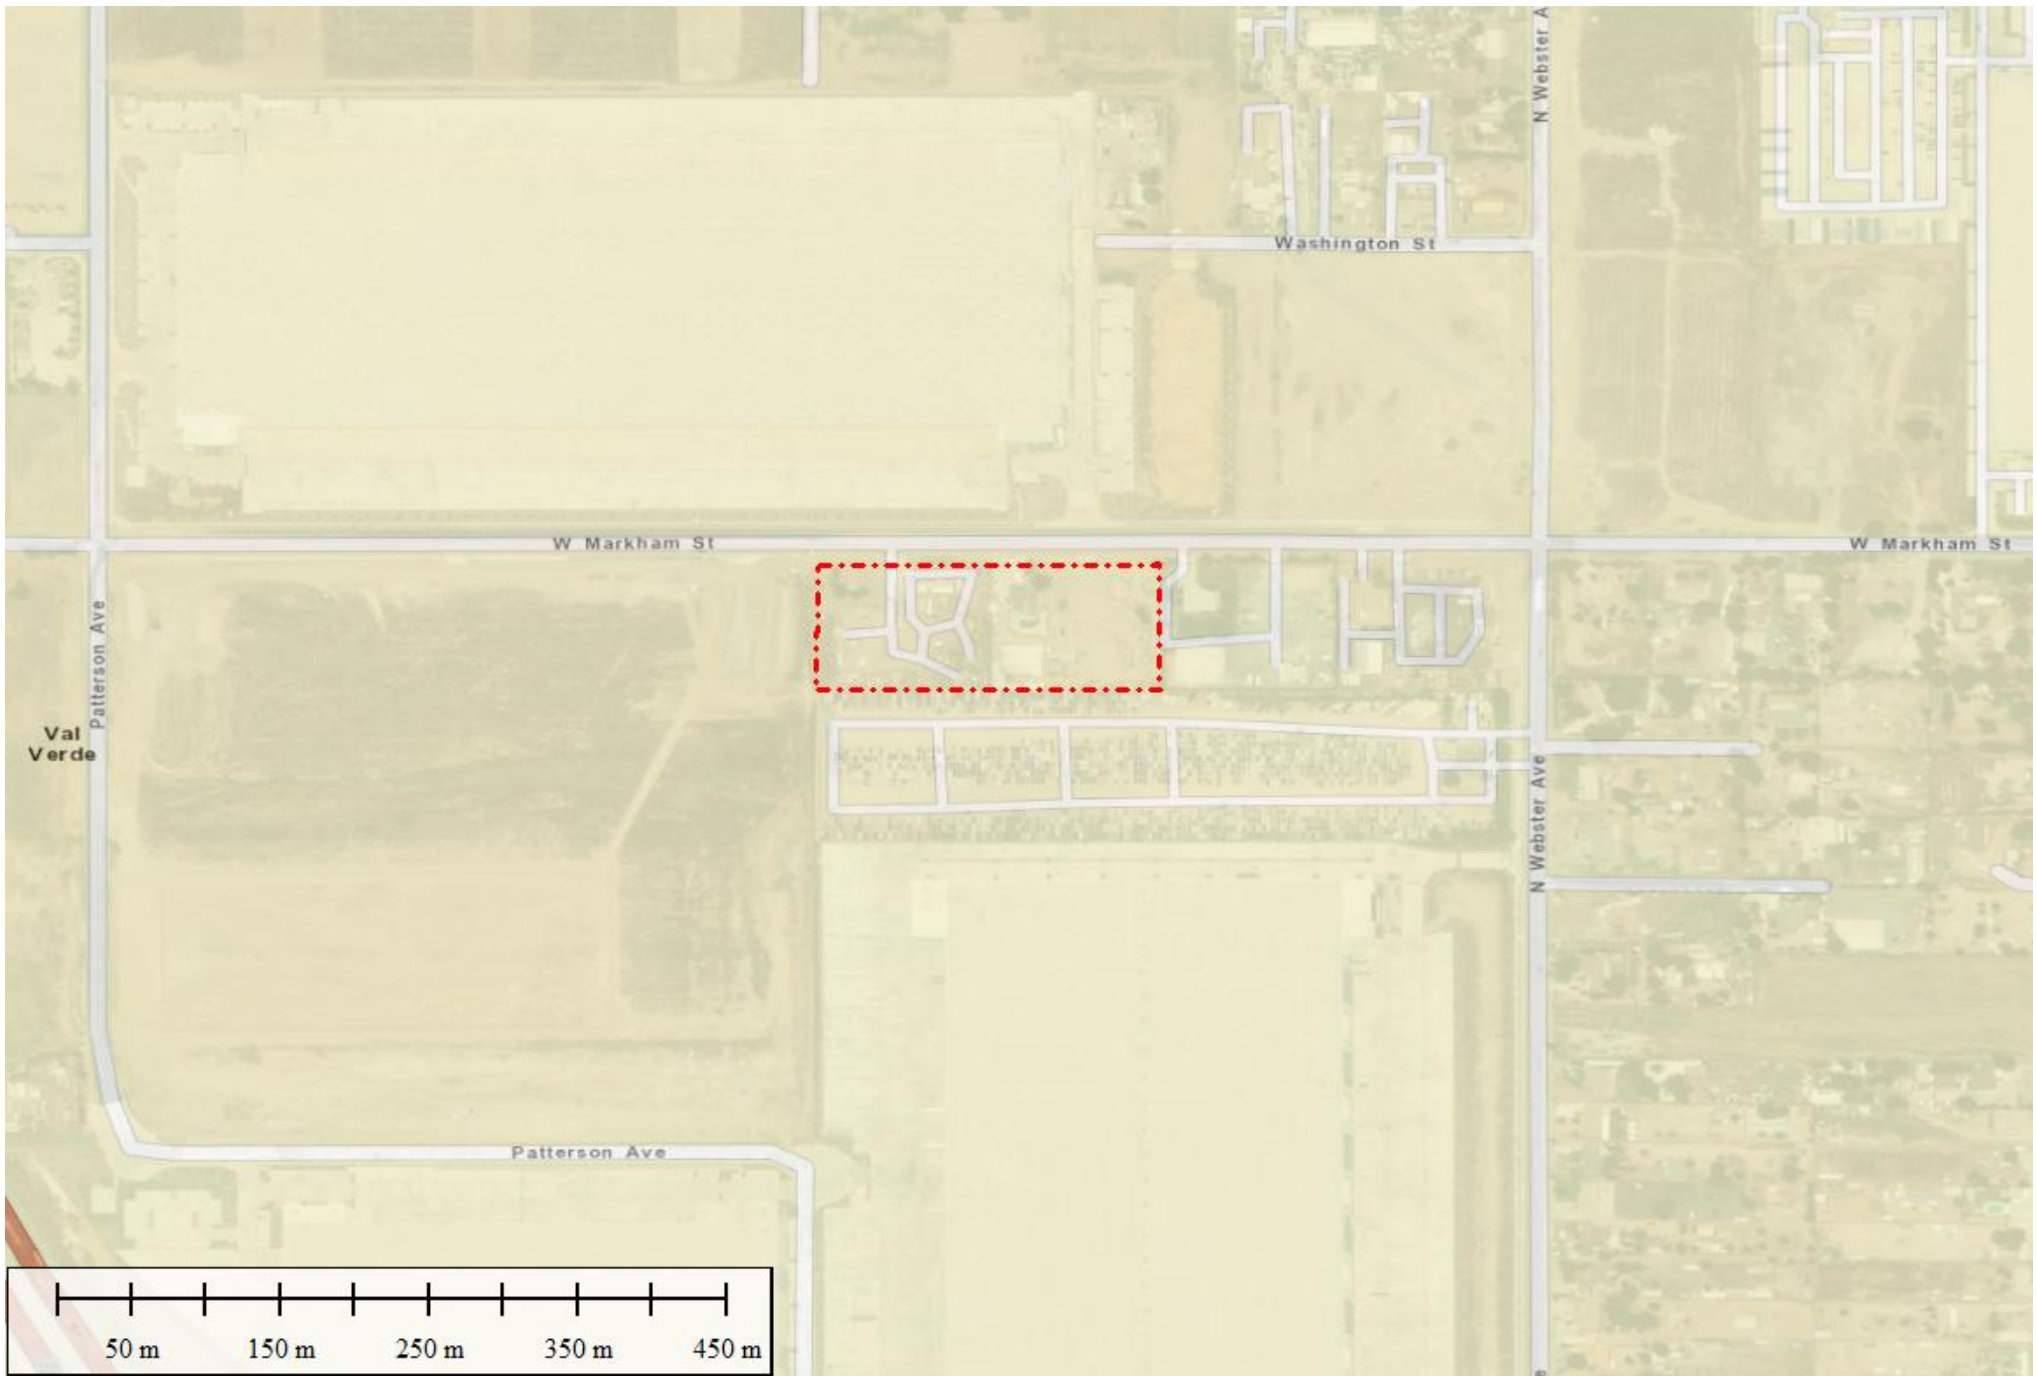 N Webster A
Washington St
W Markham St
W Markham St
Patterson Ave
Val
Verde
N Webster Ave
Patterson Ave
50 m
150 m
250 m
350 m
450 m